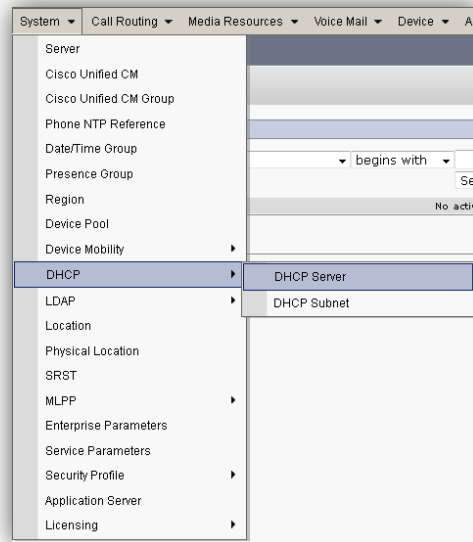 System Call Routing Media Resources Voice Mail Device
Server
Cisco Unified CM
Cisco Unified CM Group
Phone NTP Reference
Date/Time Group
begins with
Presence Group
Region
No acti
Device Pool
Device Mobility
DHCP
DHCP Server
LDAP
DHCP Subnet
Location
Physical Location
SRST
MLPP
Enterprise Parameters
Service Parameters
Security Profile
Application Server
Licensing